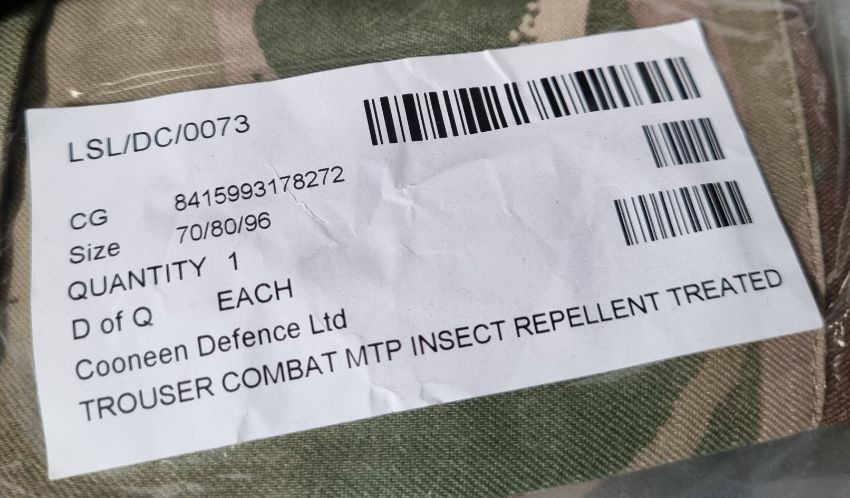 LSL/DC/0073
CG 8415993178272
Size 70/80/96
QUANTITY 1
D of Q EACH
Cooneen Defence Ltd
TROUSER COMBAT MTP INSECT REPELLENT TREATED